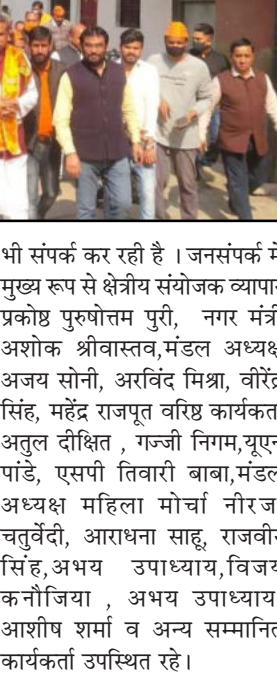 भी संपर्क कर रही है । जनसंपर्क में
मुख्य रूप से क्षेत्रीय संयोजक व्यापार
प्रकोष्ठ पुरुषोत्तम पुरी, नगर मंत्री
अशोक श्रीवास्तव,मंडल अध्यक्ष
अजय सोनी, अरविंद मिश्रा, वीरेंद्र
सिंह, महेंद्र राजपूत वरिष्ठ कार्यकर्ता
अतुल दीक्षित , गज्जी निगम,यूएन
पांडे, एसपी तिवारी बाबा,मंडल
अध्यक्ष महिला मोर्चा नीरज
चतुर्वेदी, आराधना साहू, राजवीर
सिंह,अभय उपाध्याय,विजय
कनौजिया , अभय उपाध्याय
आशीष शर्मा व अन्य सम्मानित
कार्यकर्ता उपस्थित रहे।